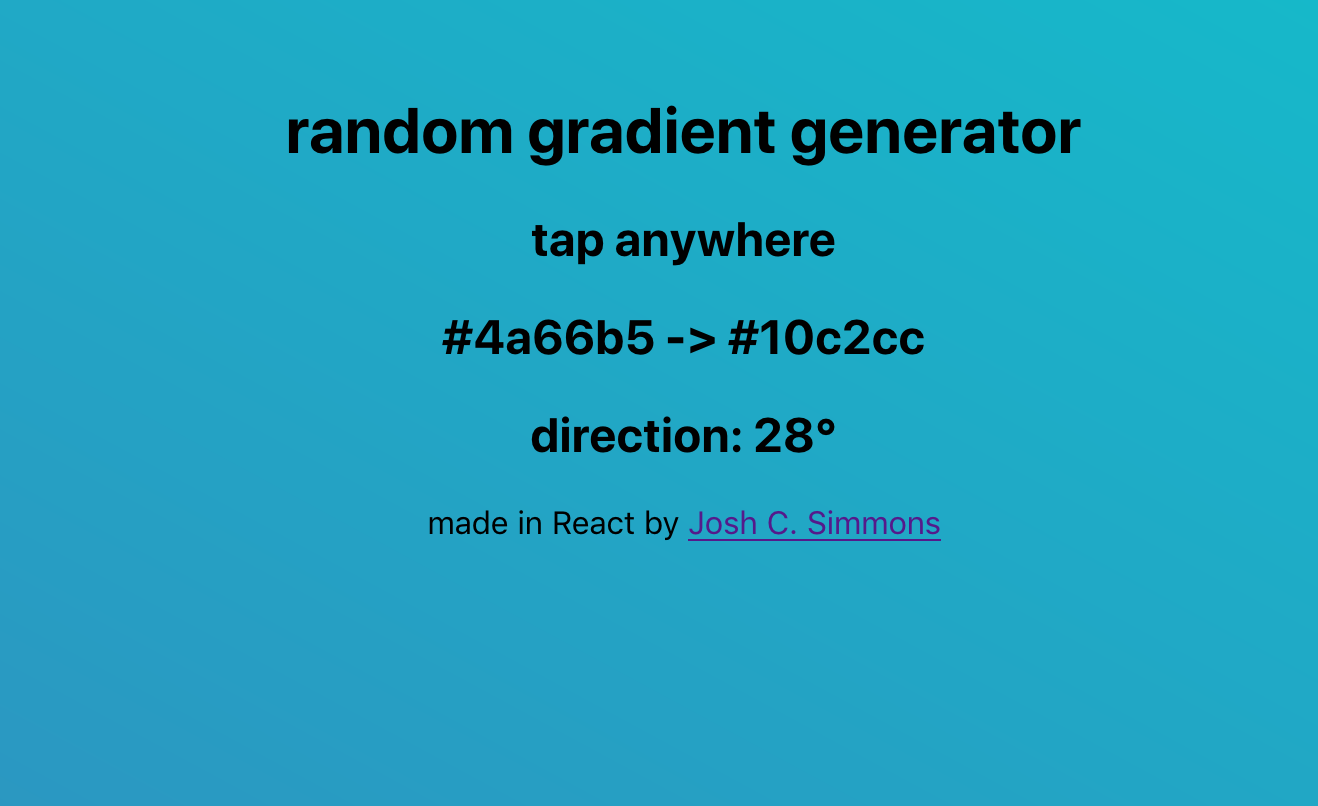 random gradient generator
tap anywhere
#4a66b5 -> #10c2cc
direction: 28°
made in React by Josh C. Simmons